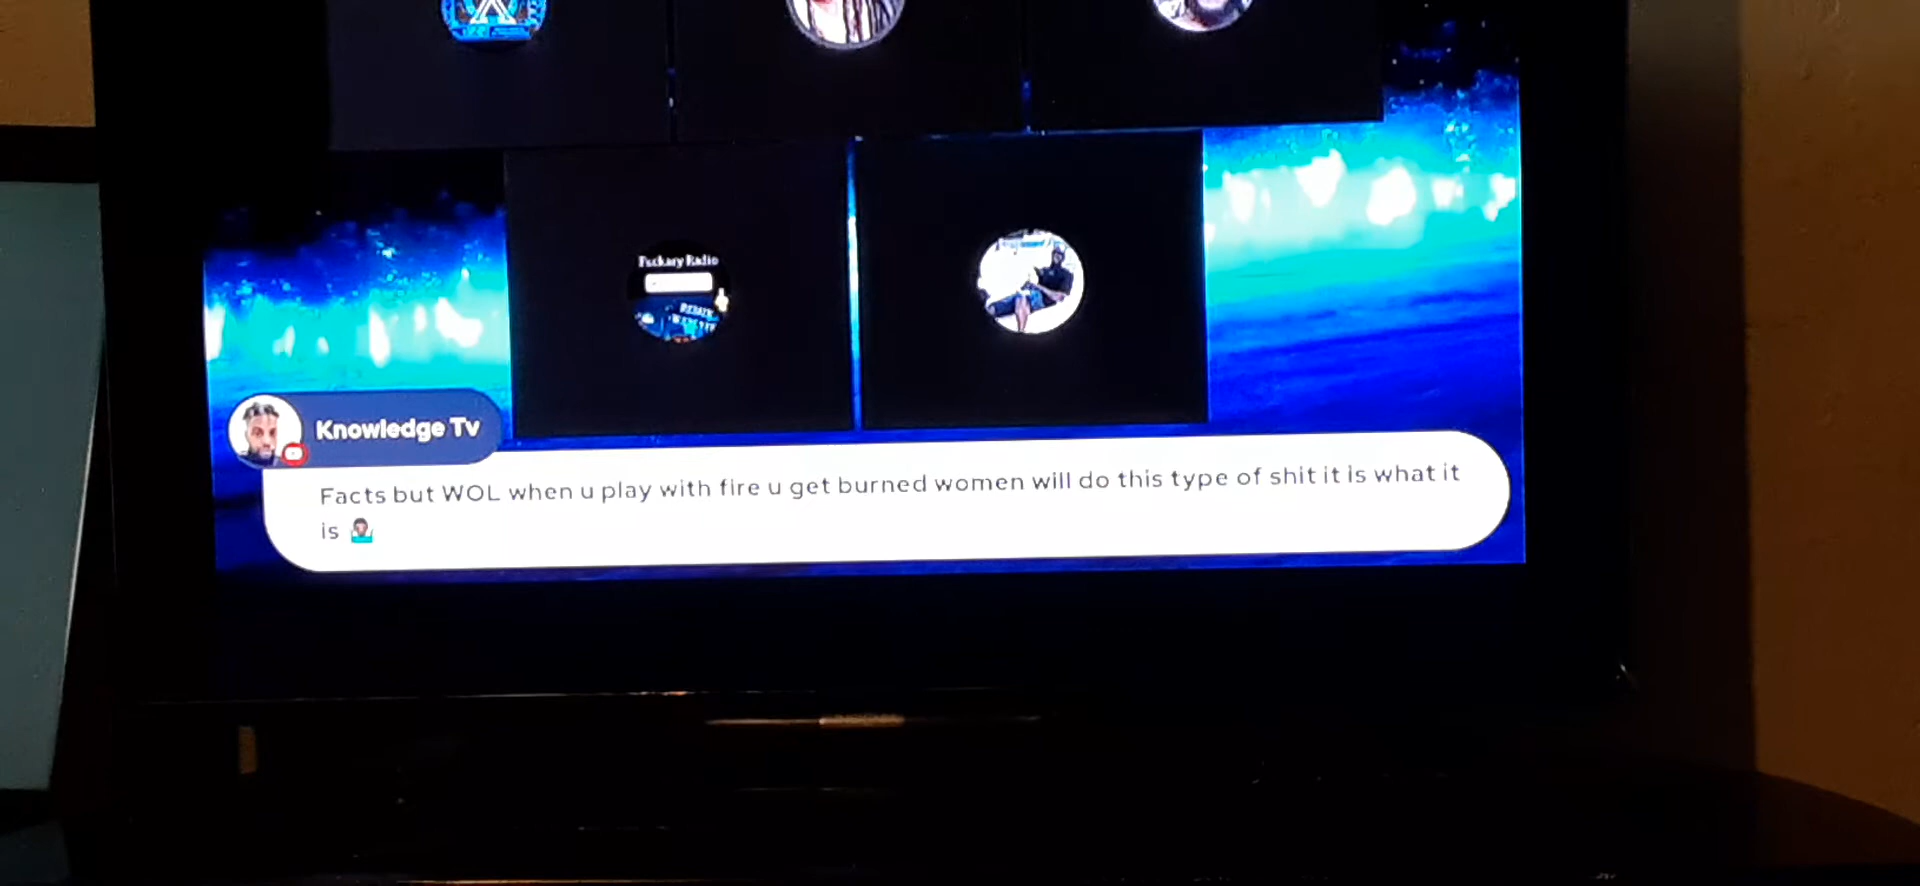 Fuckary Radio
Knowledge Tv
Facts but WOL when u play with fire u get burned women will do this type of shit it is what it
is